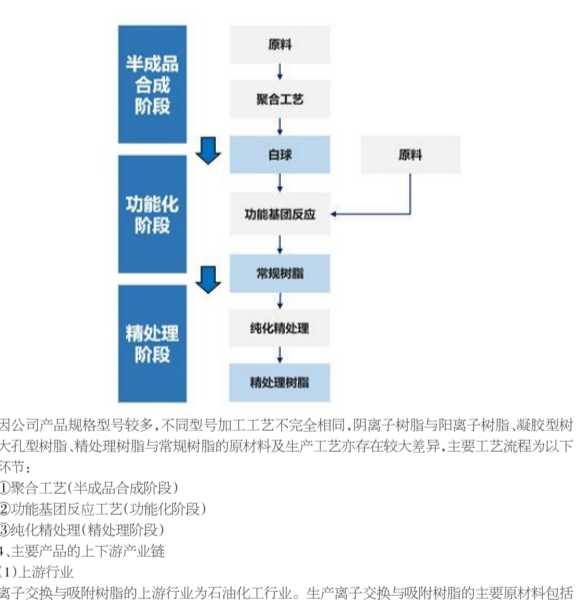 半成品
合成
阶段
原料
聚合工艺
白球
原料
功能化
阶段
功能基团反应
常规树脂
精处理
阶段
纯化精处理
精处理树脂
因公司产品规格型号较多,不同型号加工工艺不完全相同,阴离子树脂与阳离子树脂、凝胶型树
大孔型树脂、精处理树脂与常规树脂的原材料及生产工艺亦存在较大差异,主要工艺流程为以下
环节:
①聚合工艺(半成品合成阶段)
②功能基团反应工艺(功能化阶段)
③纯化精处理(精处理阶段)
4、主要产品的上下游产业链
(1)上游行业
离子交换与吸附树脂的上游行业为石油化工行业。生产离子交换与吸附树脂的主要原材料包括